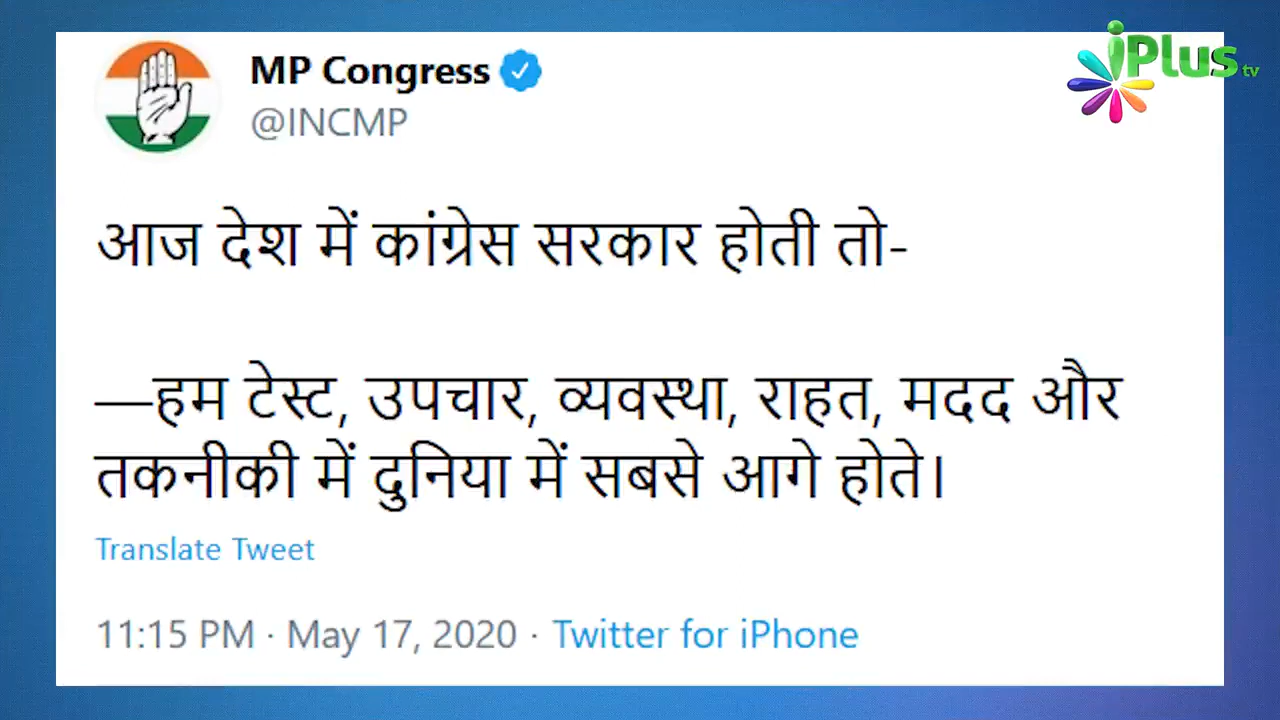 MP Congress
iPlus tv
@INCMP
आज देश में कांग्रेस सरकार होती तो-
—हम टेस्ट, उपचार, व्यवस्था, राहत, मदद और
तकनीकी में दुनिया में सबसे आगे होते।
Translate Tweet
11:15 PM · May 17, 2020 · Twitter for iPhone